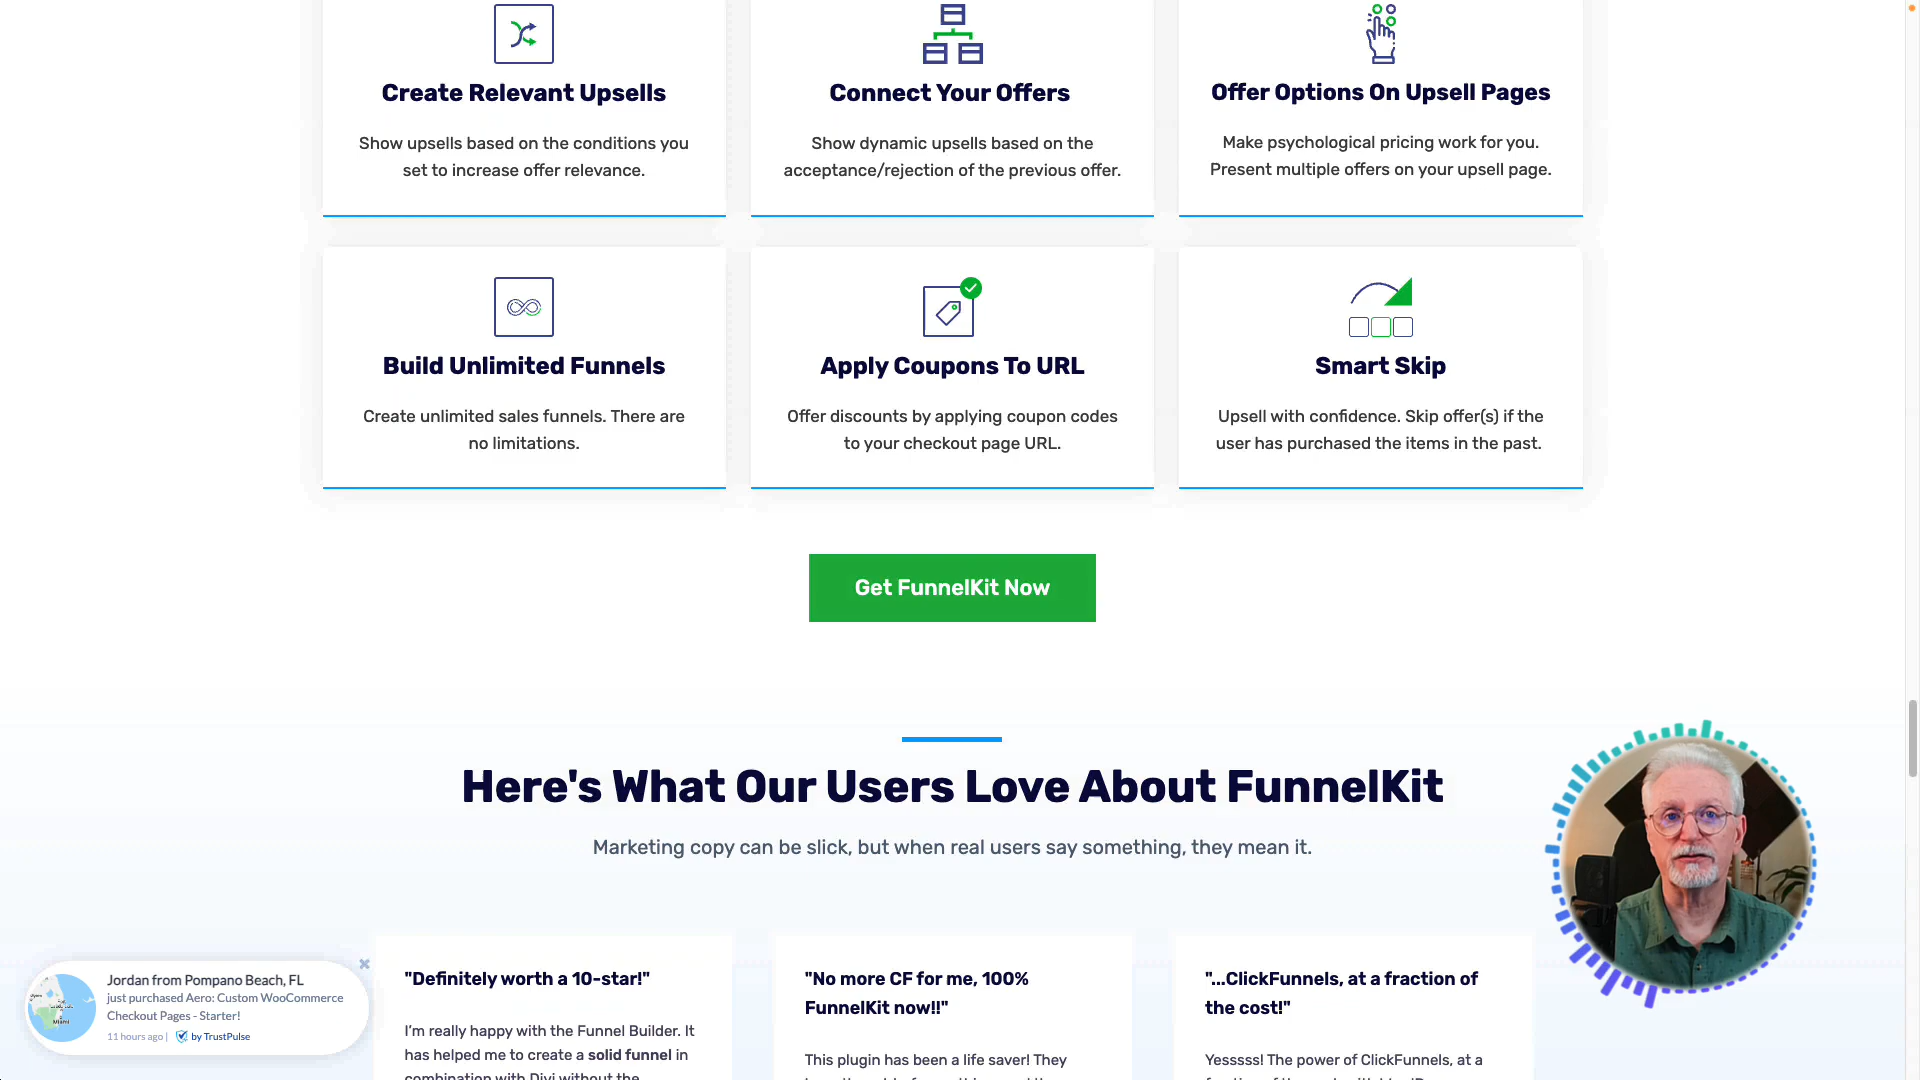 Create Relevant Upsells
Show upsells based on the conditions you
set to increase offer relevance.
Connect Your Offers
Show dynamic upsells based on the
acceptance/rejection of the previous offer.
Offer Options On Upsell Pages
Make psychological pricing work for you.
Present multiple offers on your upsell page.
Build Unlimited Funnels
Create unlimited sales funnels. There are
no limitations.
Apply Coupons To URL
Offer discounts by applying coupon codes
to your checkout page URL.
Smart Skip
Upsell with confidence. Skip offer(s) if the
user has purchased the items in the past.
Get FunnelKit Now
Here's What Our Users Love About FunnelKit
Marketing copy can be slick, but when real users say something, they mean it.
"Definitely worth a 10-star!"
I'm really happy with the Funnel Builder. It
has helped me to create a solid funnel in
combination with Divi without the
"No more CF for me, 100%
FunnelKit now!!"
This plugin has been a life saver! They
"...ClickFunnels, at a fraction of
the cost!"
Yesssss! The power of ClickFunnels, at a
Jordan from Pompano Beach, FL
just purchased Aero: Custom WooCommerce
Checkout Pages - Starter!
11 hours ago | by TrustPulse
Miami